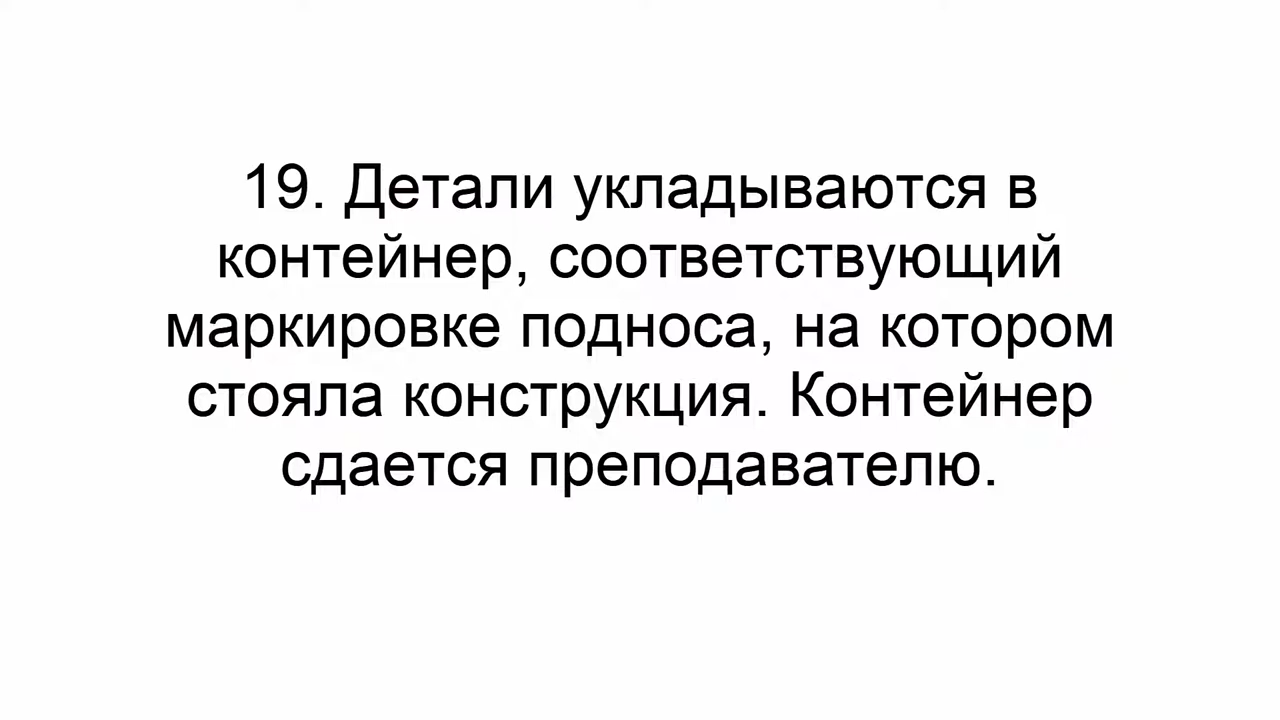 19. Детали укладываются в
контейнер, соответствующий
маркировке подноса, на котором
стояла конструкция. Контейнер
сдается преподавателю.